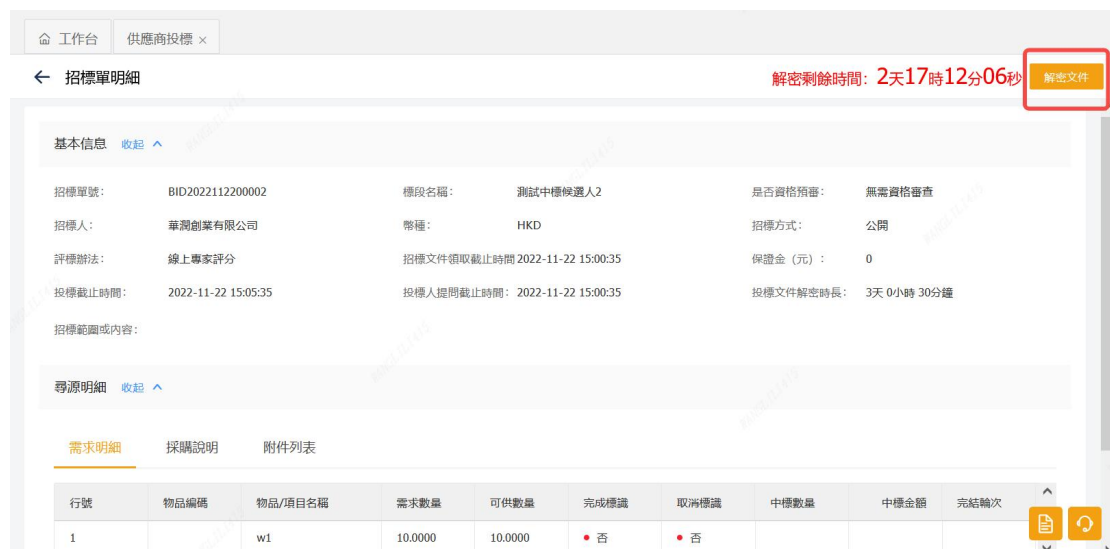 工作台 供應商投標 ×
招標單明細 解密剩餘時間：2天17時12分06秒 解密文件
基本信息 收起
招標單號： BID2022112200002 標段名稱： 測試中標候選人2 是否資格預審： 無需資格審查
招標人： 華潤創業有限公司 幣種： HKD 招標方式： 公開
評標辦法： 線上專家評分 招標文件領取截止時間 2022-11-22 15:00:35 保證金（元）： 0
投標截止時間： 2022-11-22 15:05:35 投標人提問截止時間： 2022-11-22 15:00:35 投標文件解密時長： 3天 0小時 30分鐘
招標範圍或内容：
尋源明細 收起
需求明細 採購說明 附件列表
行號 物品編碼 物品/項目名稱 需求數量 可供數量 完成標識 取消標識 中標數量 中標金額 完結輪次
1 w1 10.0000 10.0000 否 否